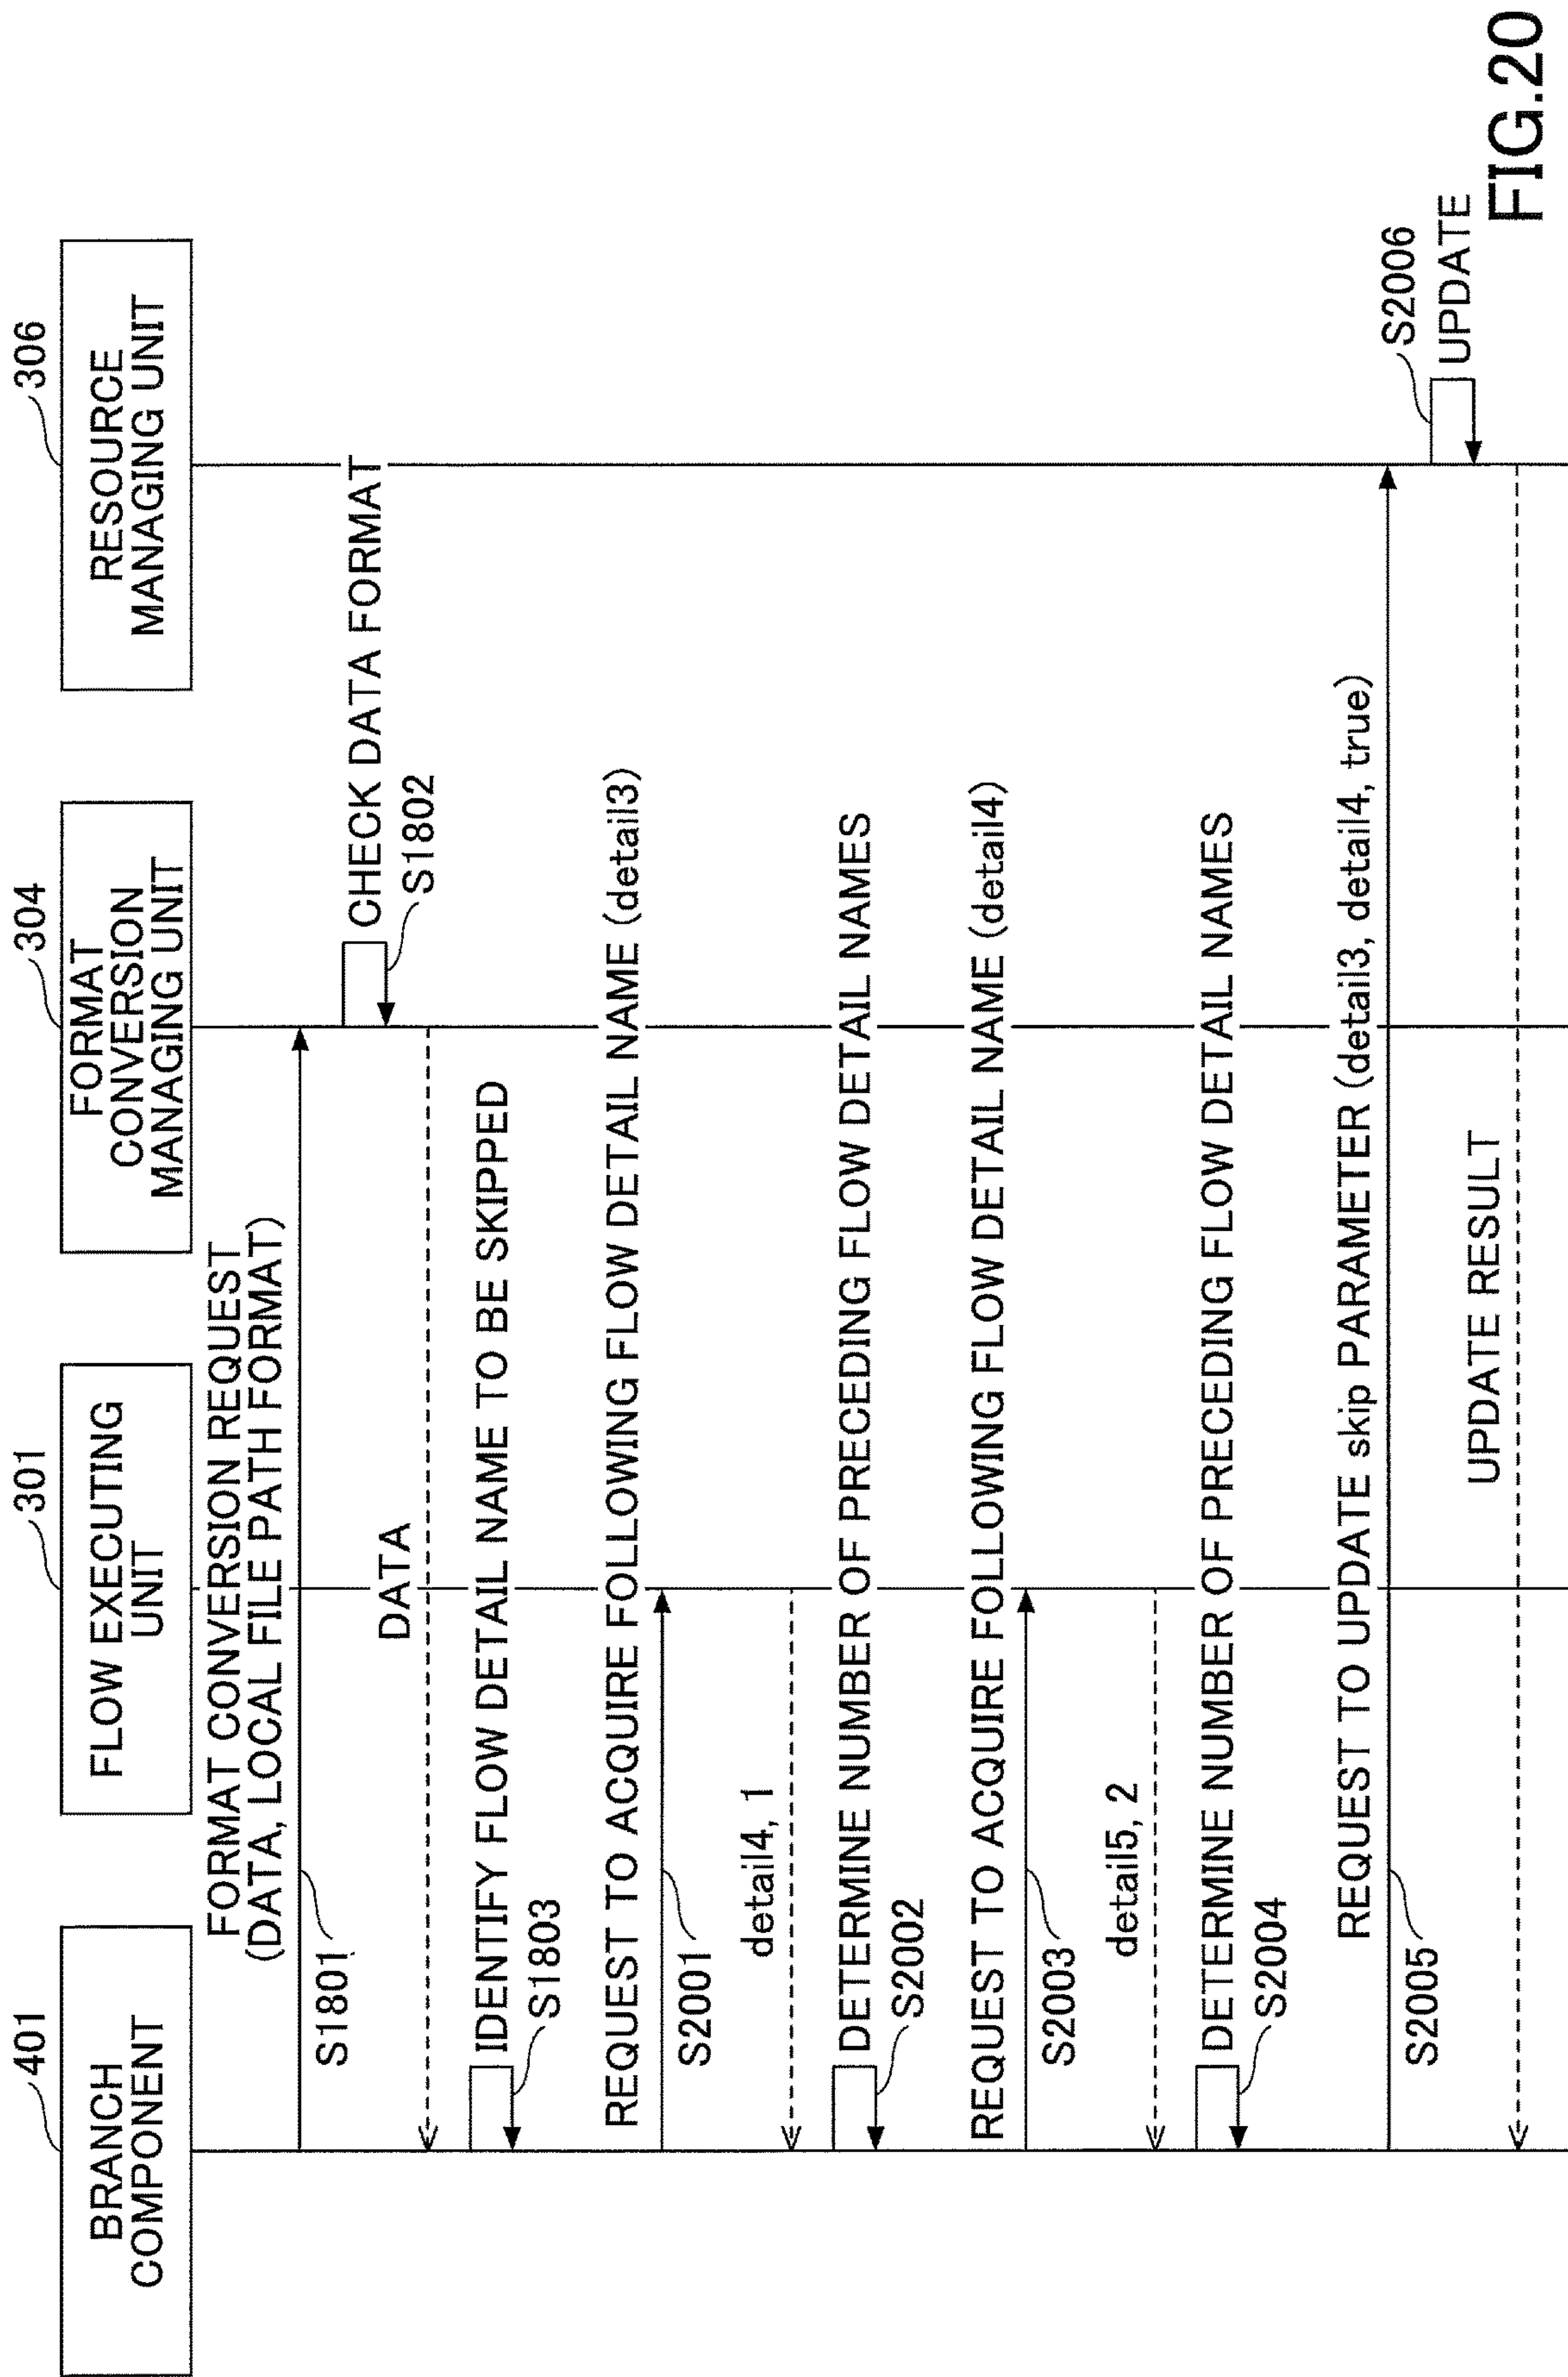 401
BRANCH
COMPONENT
301
FLOW EXECUTING
UNIT
304
FORMAT
CONVERSION
MANAGING UNIT
306
RESOURCE
MANAGING UNIT
FORMAT CONVERSION REQUEST
(DATA, LOCAL FILE PATH FORMAT)
S1801
CHECK DATA FORMAT
S1802
DATA
IDENTIFY FLOW DETAIL NAME TO BE SKIPPED
S1803
REQUEST TO ACQUIRE FOLLOWING FLOW DETAIL NAME (detail3)
S2001
detail4, 1
DETERMINE NUMBER OF PRECEDING FLOW DETAIL NAMES
S2002
REQUEST TO ACQUIRE FOLLOWING FLOW DETAIL NAME (detail4)
S2003
detail5, 2
DETERMINE NUMBER OF PRECEDING FLOW DETAIL NAMES
S2004
REQUEST TO UPDATE skip PARAMETER (detail3, detail4, true)
S2005
S2006
UPDATE
UPDATE RESULT
FIG.20